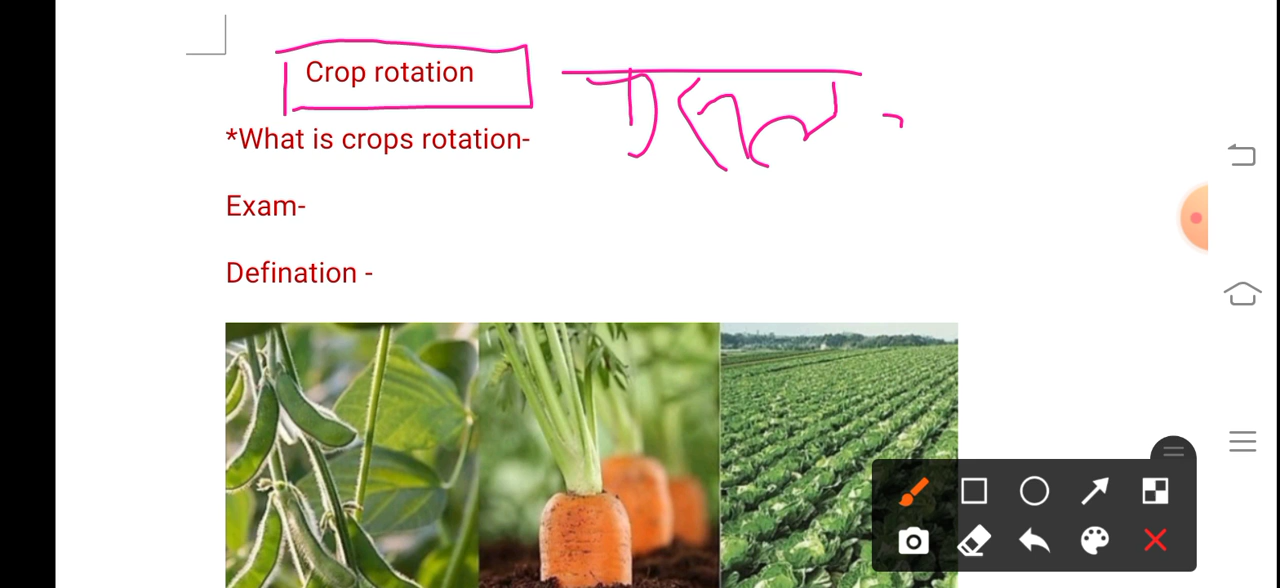 Crop rotation
*What is crops rotation-
Exam-
Defination -